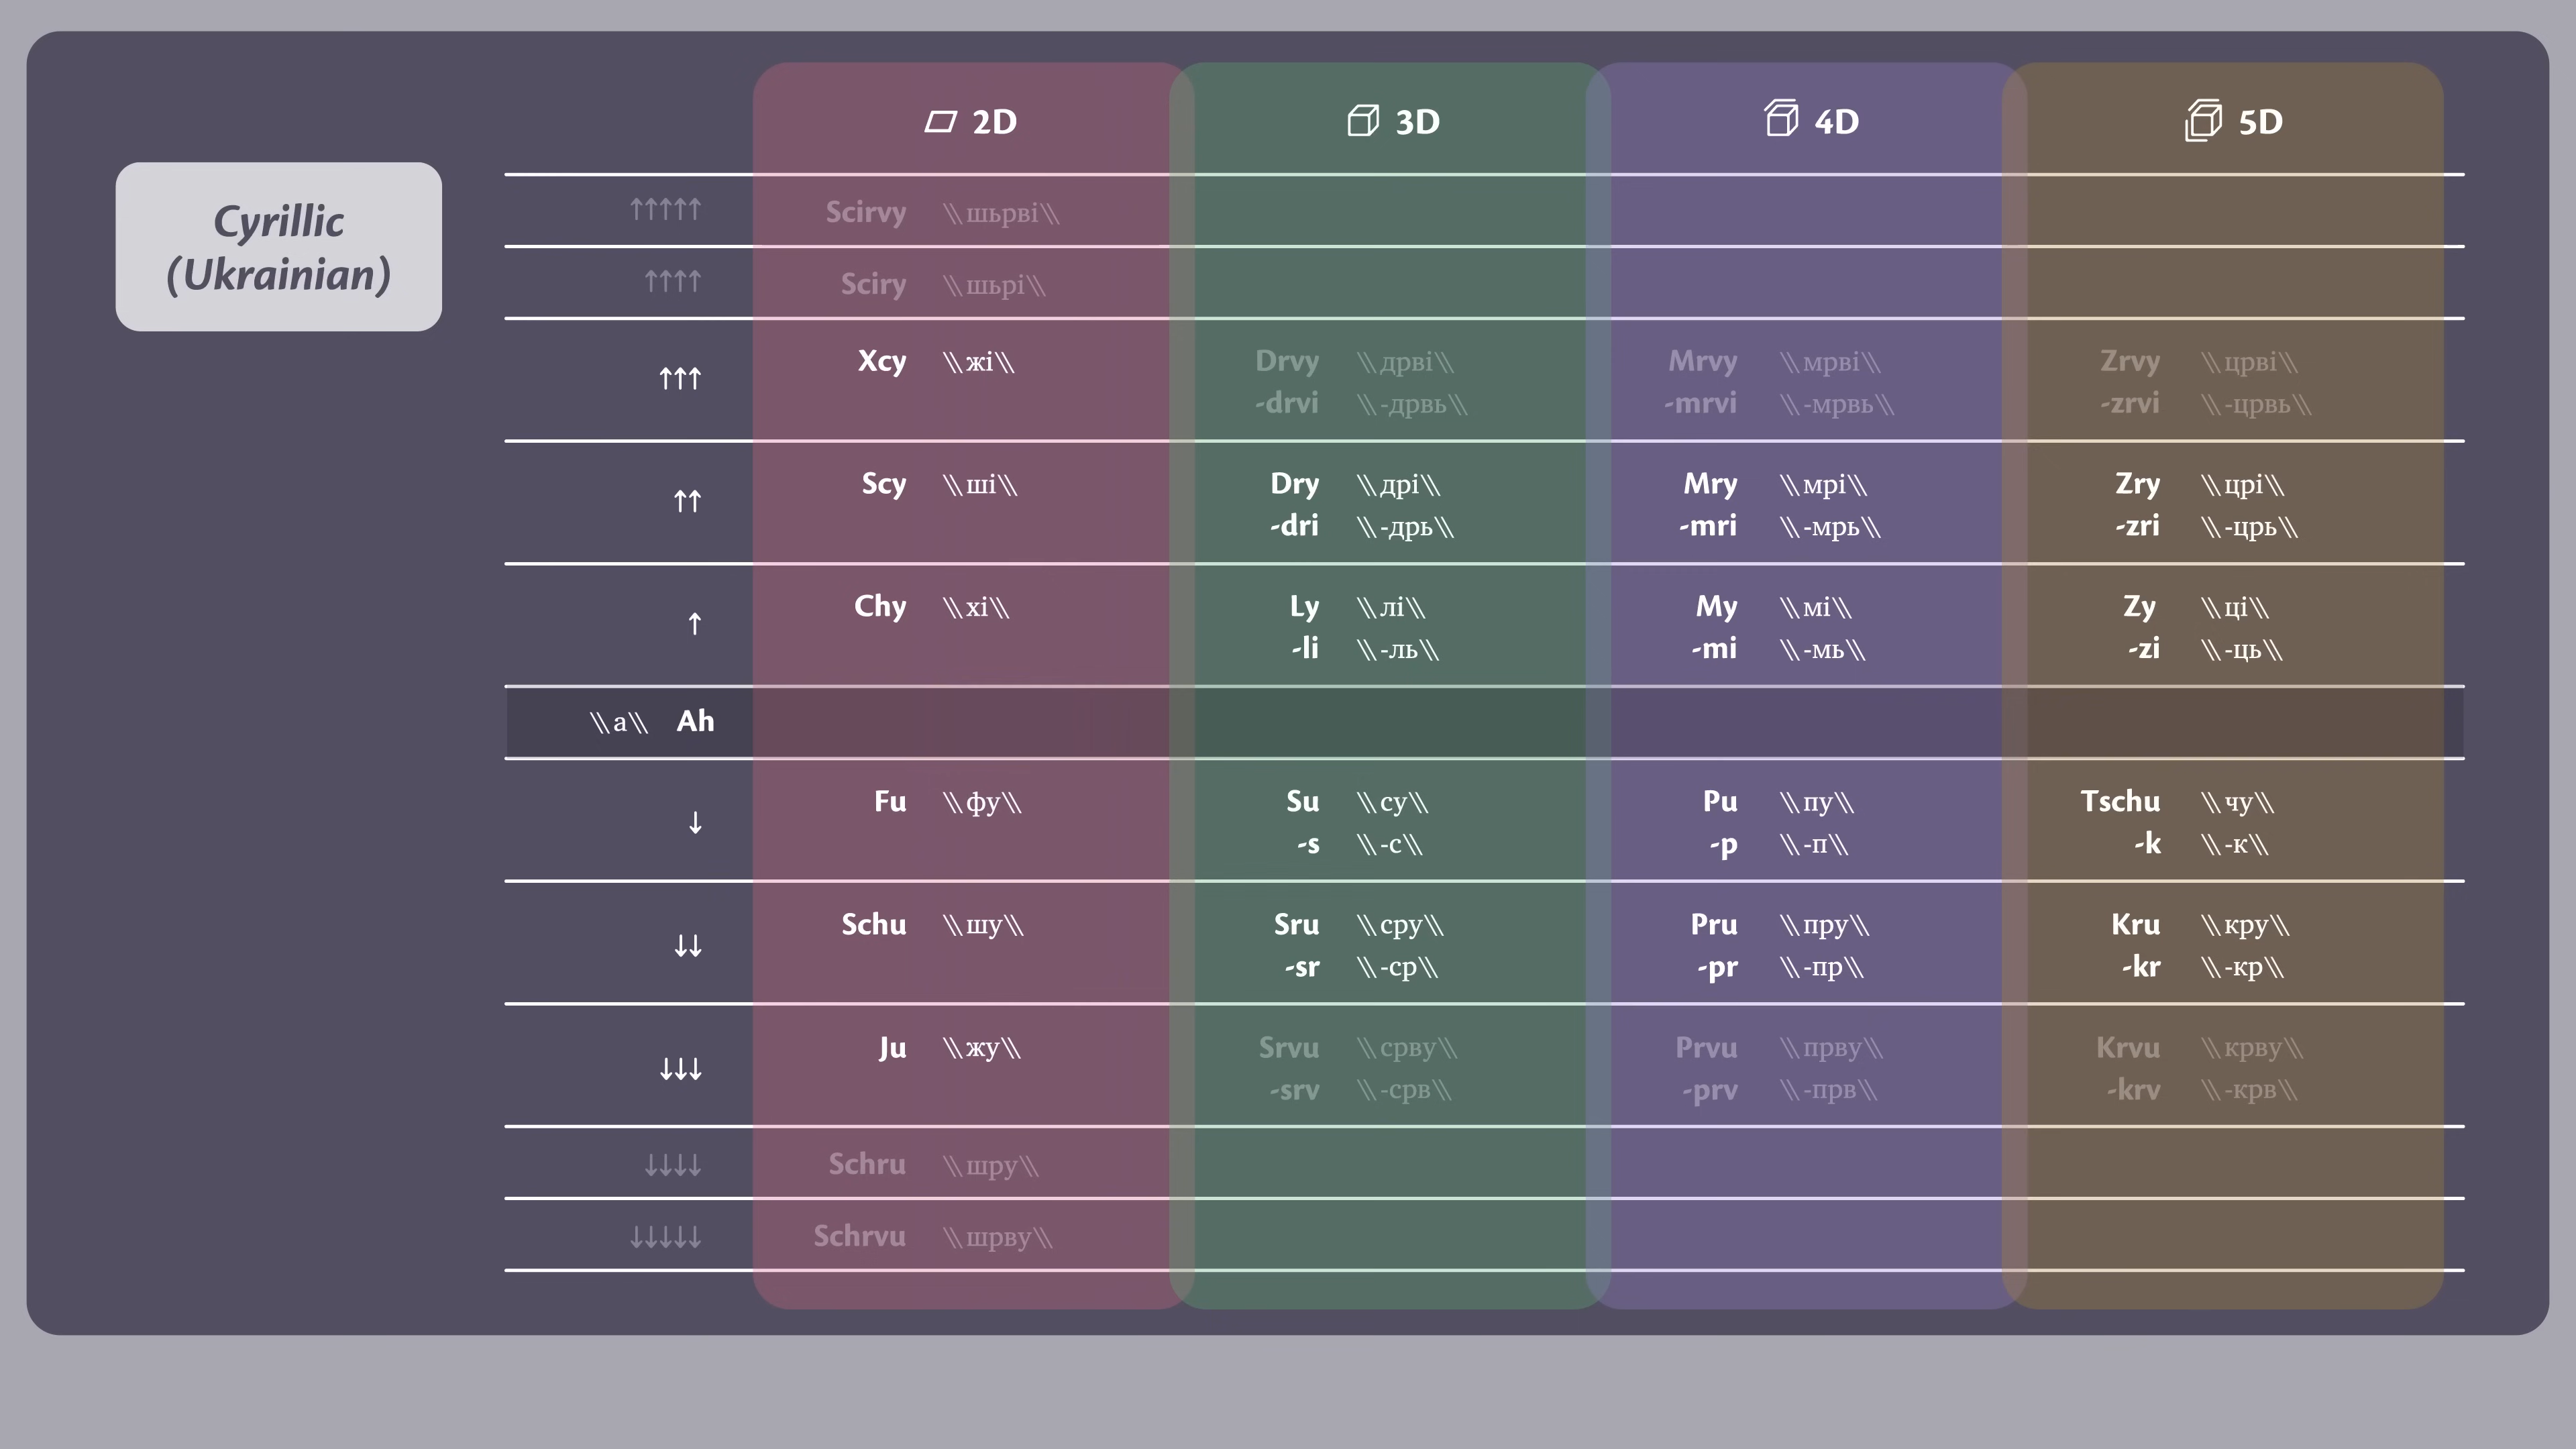 2D 3D 4D 5D
Cyrillic
(Ukrainian)
↑↑↑↑↑ Scirvy \\шьрві\\
↑↑↑↑ Sciry \\шьрі\\
↑↑↑ Xcy \\жі\\ Drvy \\дрві\\ Mrvy \\мрві\\ Zrvy \\црві\\
-drvi \\-дрвь\\ -mrvi \\-мрвь\\ -zrvi \\-црвь\\
↑↑ Scy \\ші\\ Dry \\дрі\\ Mry \\мрі\\ Zry \\црі\\
-dri \\-дрь\\ -mri \\-мрь\\ -zri \\-црь\\
↑ Chy \\хі\\ Ly \\лі\\ My \\мі\\ Zy \\ці\\
-li \\-ль\\ -mi \\-мь\\ -zi \\-ць\\
\\а\\ Ah
↓ Fu \\фу\\ Su \\су\\ Pu \\пу\\ Tschu \\чу\\
-s \\-с\\ -p \\-п\\ -k \\-к\\
↓↓ Schu \\шу\\ Sru \\сру\\ Pru \\пру\\ Kru \\кру\\
-sr \\-ср\\ -pr \\-пр\\ -kr \\-кр\\
↓↓↓ Ju \\жу\\ Srvu \\срву\\ Prvu \\прву\\ Krvu \\крву\\
-srv \\-срв\\ -prv \\-прв\\ -krv \\-крв\\
↓↓↓↓ Schru \\шру\\
↓↓↓↓↓ Schrvu \\шрву\\